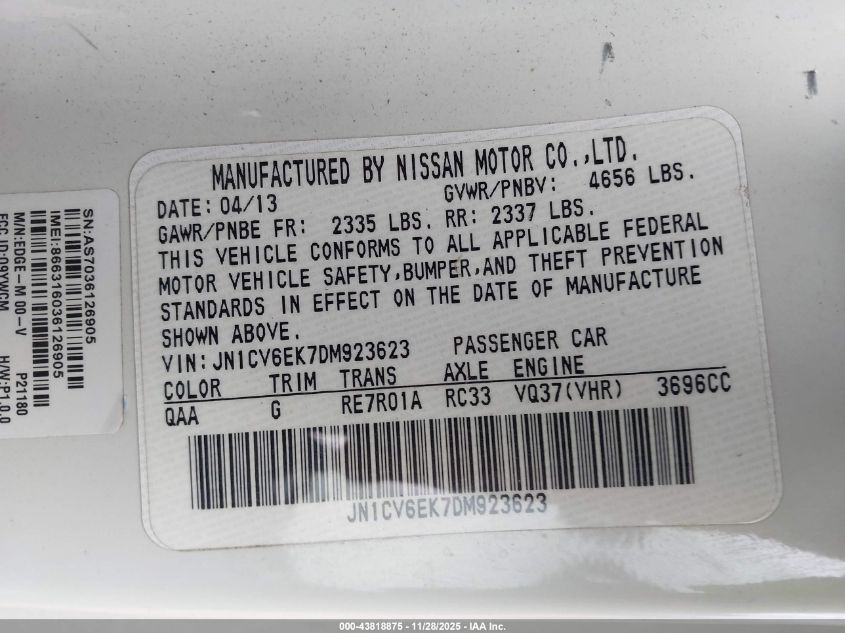 MANUFACTURED BY NISSAN MOTOR CO.,LTD.
DATE: 04/13 GVWR/PNBV: 4656 LBS.
GAWR/PNBE FR: 2335 LBS. RR: 2337 LBS.
THIS VEHICLE CONFORMS TO ALL APPLICABLE FEDERAL
MOTOR VEHICLE SAFETY,BUMPER,AND THEFT PREVENTION
STANDARDS IN EFFECT ON THE DATE OF MANUFACTURE
SHOWN ABOVE.
VIN:JN1CV6EK7DM923623 PASSENGER CAR
COLOR TRIM TRANS AXLE ENGINE
QAA G RE7R01A RC33 VQ37(VHR) 3696CC
JN1CV6EK7DM923623
SN:AS7036126905
IMEI:866316036126905
M/N:EDGE-M 00-V P21180
H/W:P1.0.0
000-43818875 - 11/28/2025 - IAA Inc.